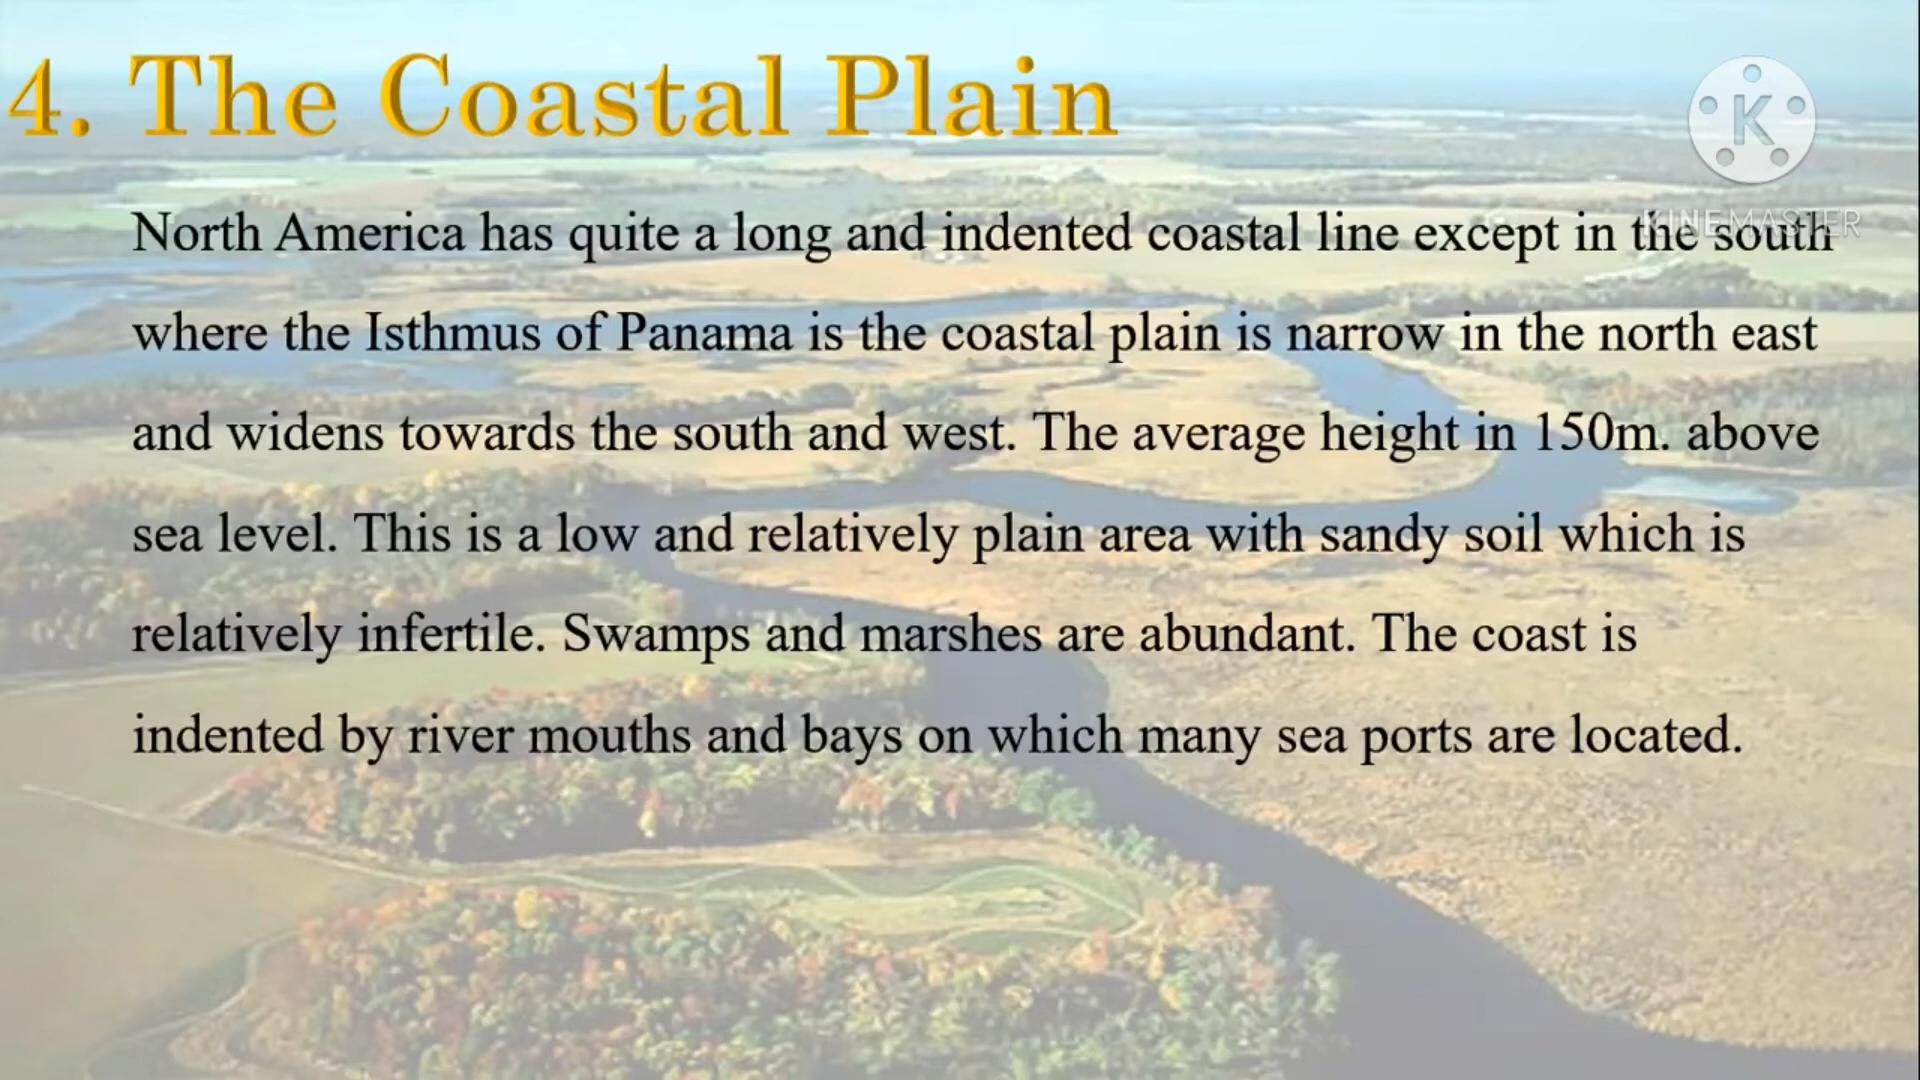 4. The Coastal Plain
K
KINEMASTER
North America has quite a long and indented coastal line except in the south
where the Isthmus of Panama is the coastal plain is narrow in the north east
and widens towards the south and west. The average height in 150m. above
sea level. This is a low and relatively plain area with sandy soil which is
relatively infertile. Swamps and marshes are abundant. The coast is
indented by river mouths and bays on which many sea ports are located.